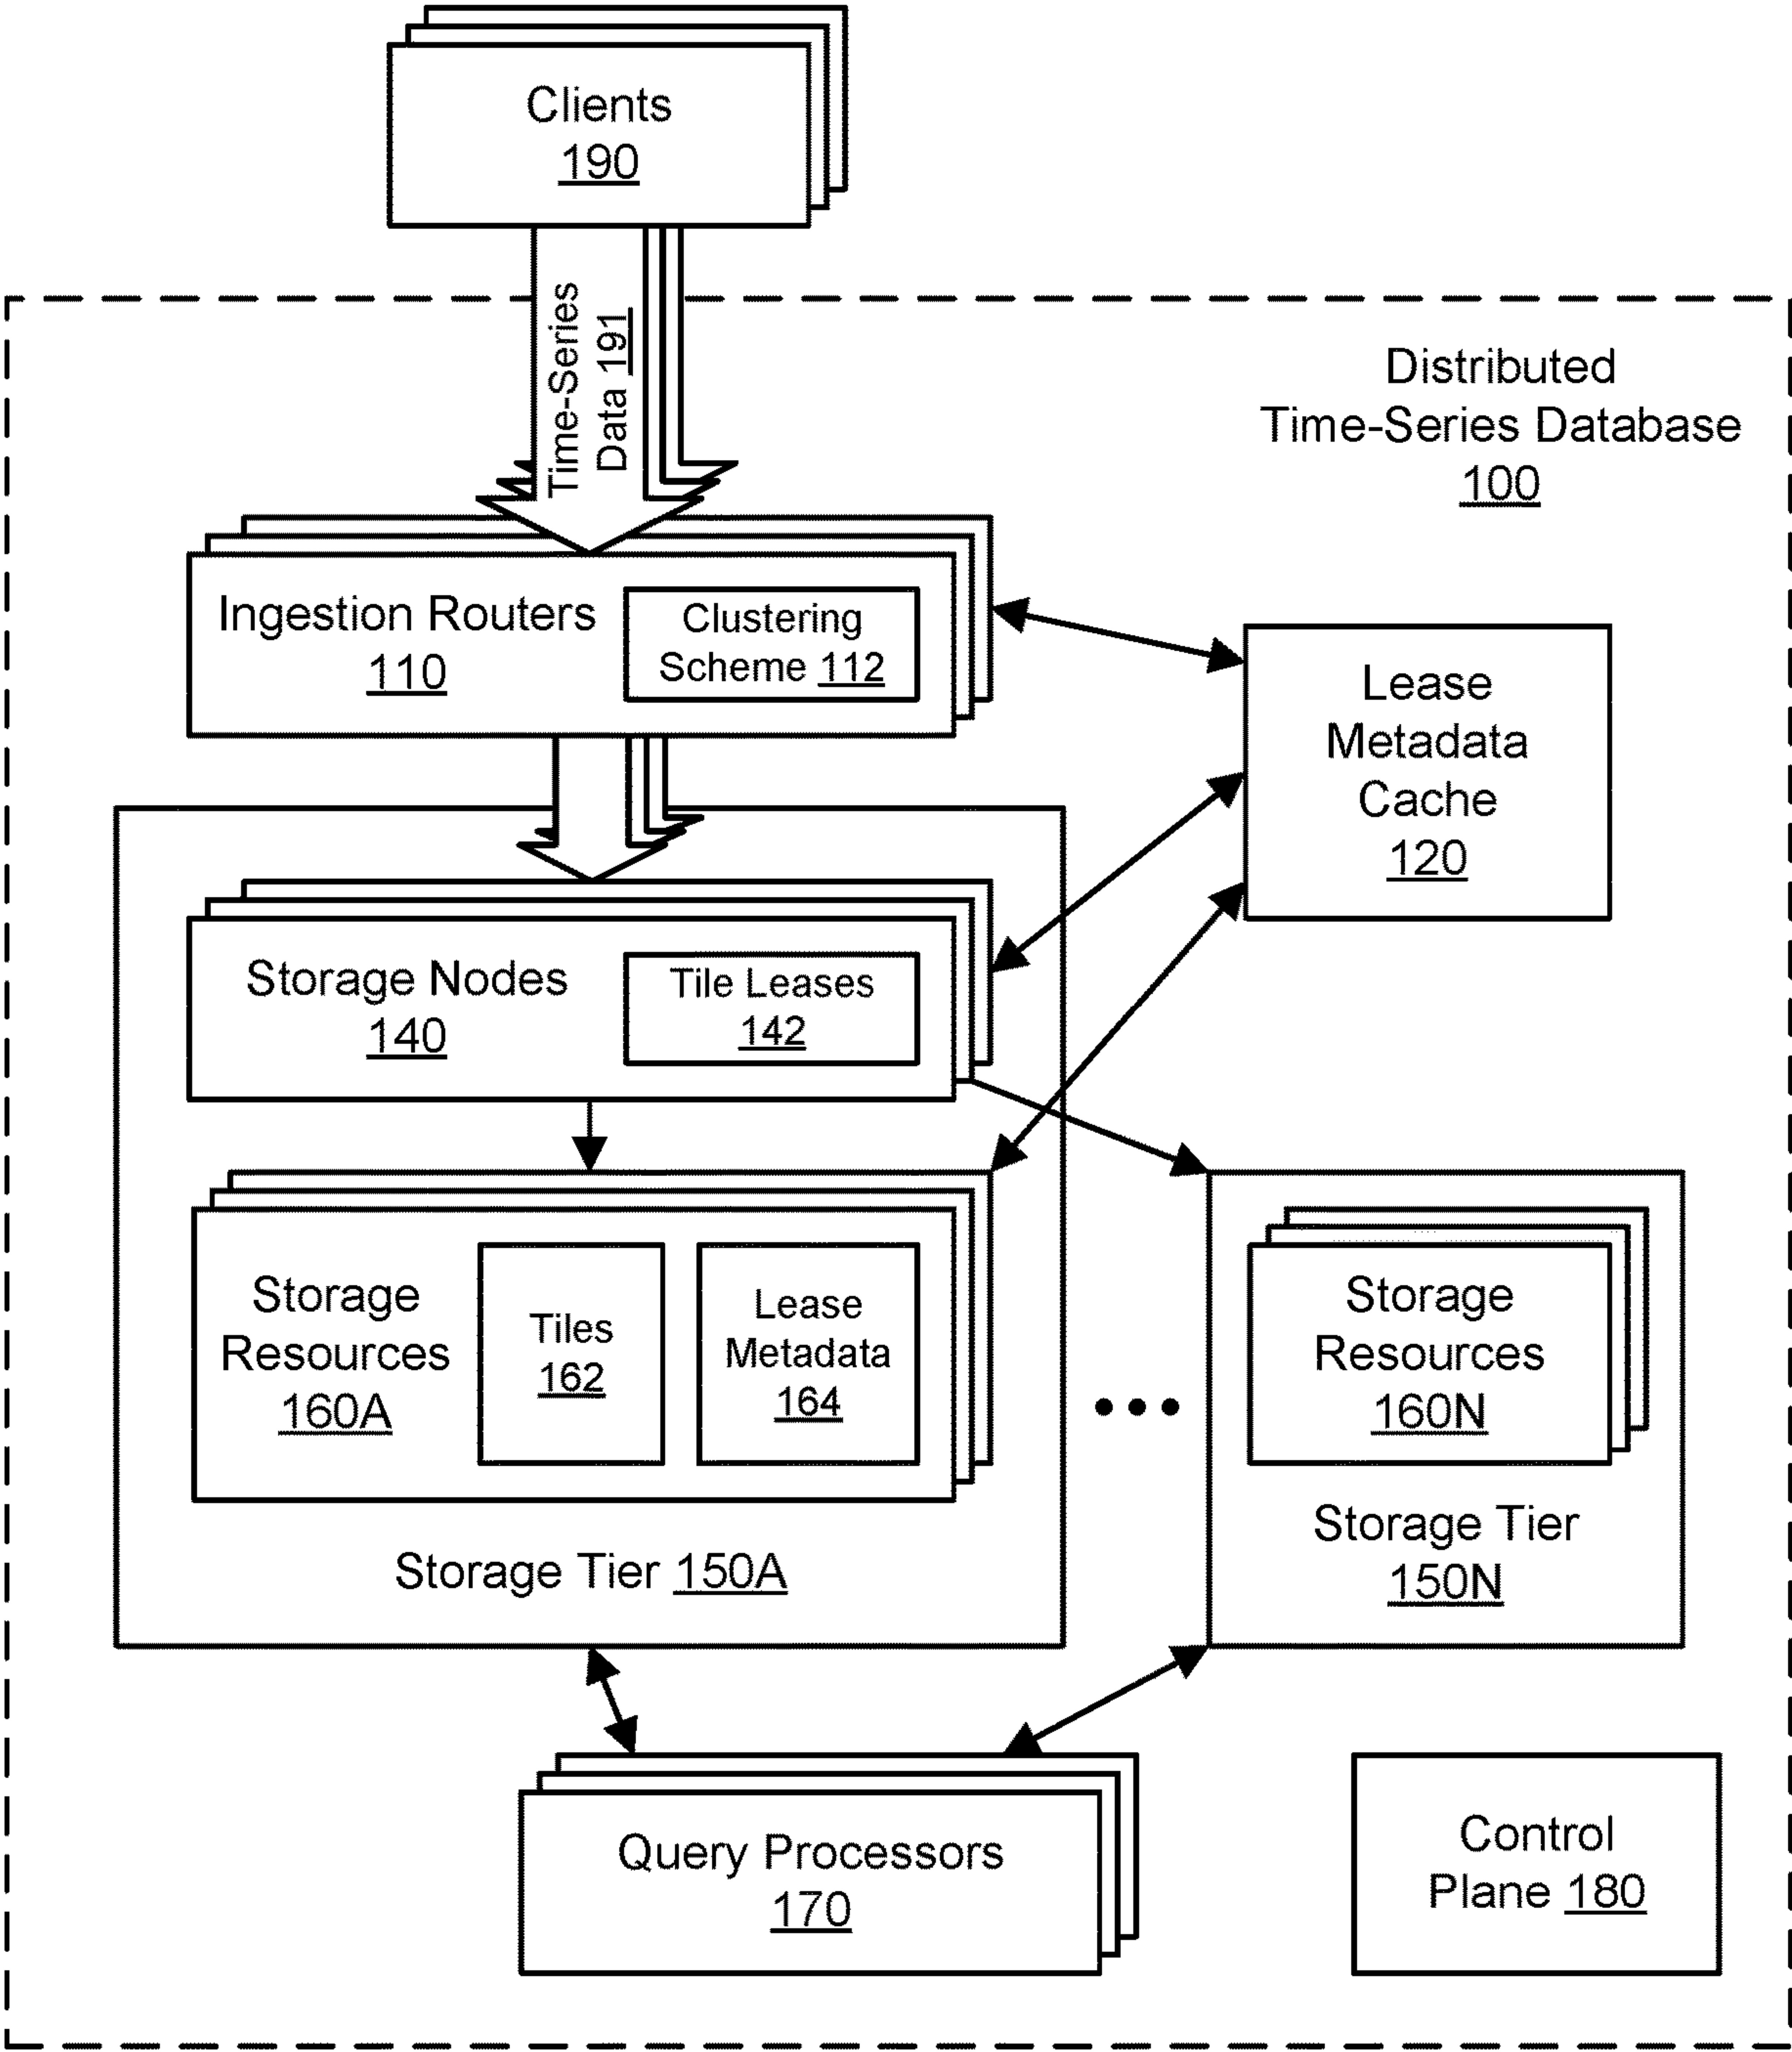 Clients
190
Time-Series
Data 191
Distributed
Time-Series Database
100
Ingestion Routers
110
Clustering
Scheme 112
Lease
Metadata
Cache
120
Storage Nodes
140
Tile Leases
142
Storage
Resources
160A
Tiles
162
Lease
Metadata
164
Storage Tier 150A
Storage
Resources
160N
Storage Tier
150N
Query Processors
170
Control
Plane 180